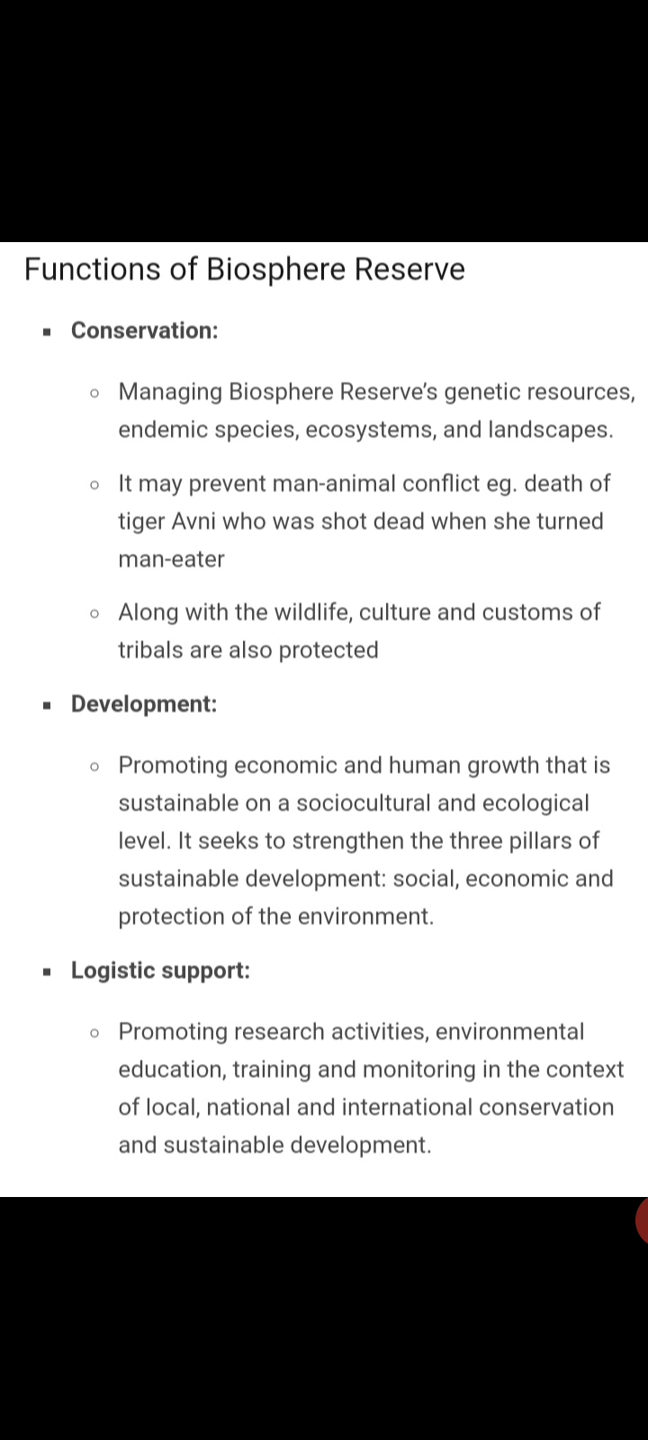 Functions of Biosphere Reserve
▪ Conservation:
○ Managing Biosphere Reserve’s genetic resources,
endemic species, ecosystems, and landscapes.
○ It may prevent man-animal conflict eg. death of
tiger Avni who was shot dead when she turned
man-eater
○ Along with the wildlife, culture and customs of
tribals are also protected
▪ Development:
○ Promoting economic and human growth that is
sustainable on a sociocultural and ecological
level. It seeks to strengthen the three pillars of
sustainable development: social, economic and
protection of the environment.
▪ Logistic support:
○ Promoting research activities, environmental
education, training and monitoring in the context
of local, national and international conservation
and sustainable development.